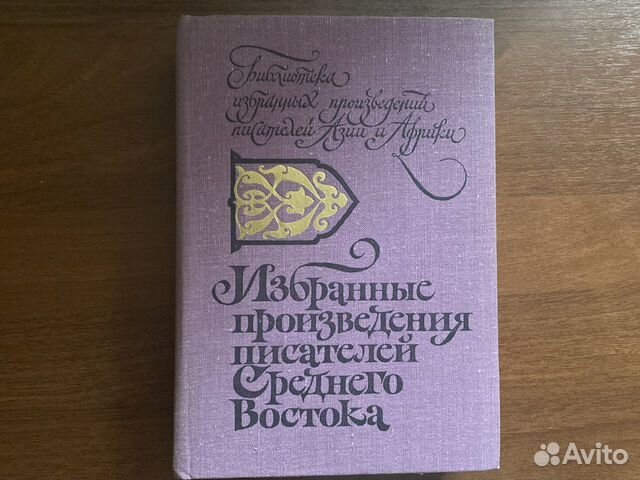 Библиотека
избранных произведений
писателей Азии и Африки
Избранные
произведения
писателей
Среднего
Востока
Avito